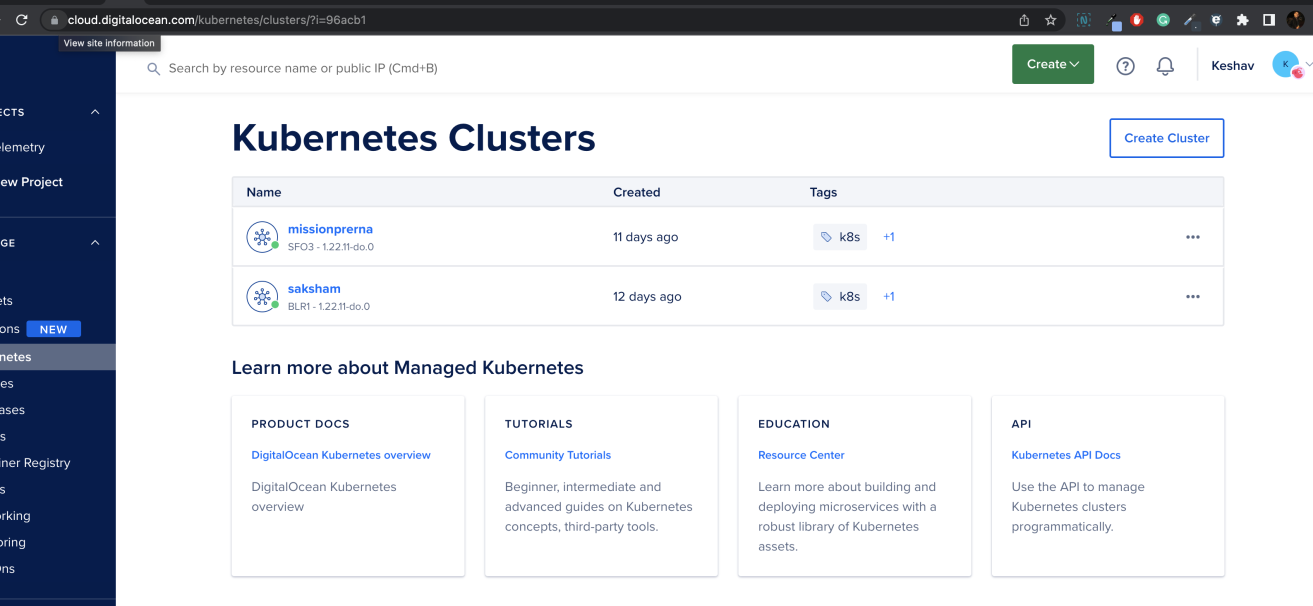 cloud.digitalocean.com/kubernetes/clusters/?i=96acb1
View site information
Search by resource name or public IP (Cmd+B)
Create
Keshav
K
ECTS
elemetry
ew Project
GE
ets
ons NEW
netes
es
ases
s
iner Registry
s
orking
oring
Ons
Kubernetes Clusters
Create Cluster
Name Created Tags
missionprerna
SFO3 - 1.22.11-do.0
11 days ago
k8s +1
saksham
BLR1 - 1.22.11-do.0
12 days ago
k8s +1
Learn more about Managed Kubernetes
PRODUCT DOCS
DigitalOcean Kubernetes overview
DigitalOcean Kubernetes
overview
TUTORIALS
Community Tutorials
Beginner, intermediate and
advanced guides on Kubernetes
concepts, third-party tools.
EDUCATION
Resource Center
Learn more about building and
deploying microservices with a
robust library of Kubernetes
assets.
API
Kubernetes API Docs
Use the API to manage
Kubernetes clusters
programmatically.